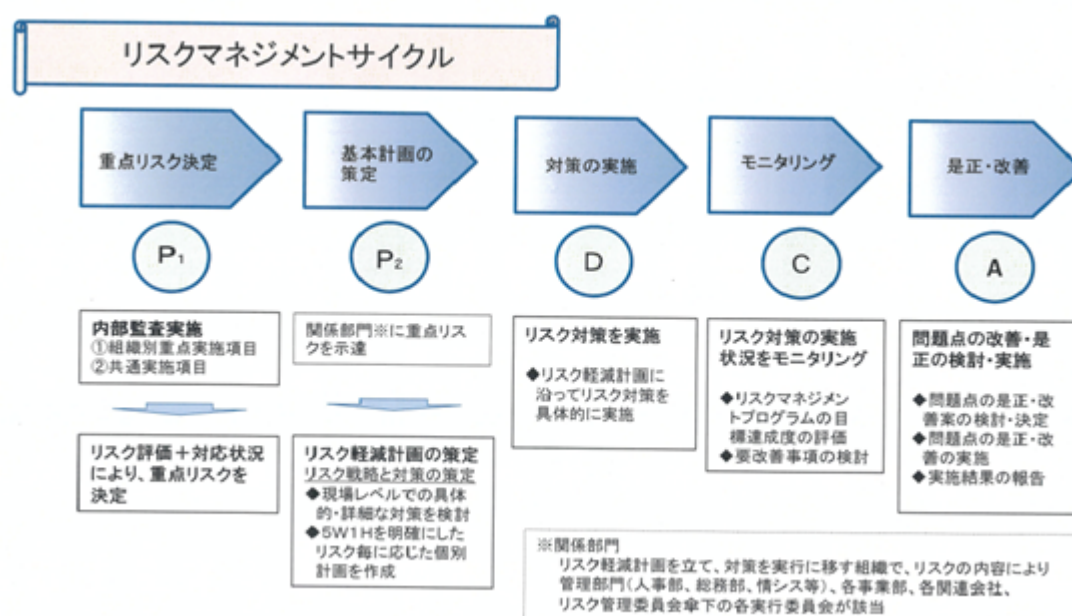 リスクマネジメントサイクル
重点リスク決定
基本計画の
策定
対策の実施
モニタリング
是正・改善
P₁
P₂
D
C
A
内部監査実施
①組織別重点実施項目
②共通実施項目
リスク評価+対応状況
により、重点リスクを
決定
関係部門※に重点リス
クを示達
リスク軽減計画の策定
リスク戦略と対策の策定
◆現場レベルでの具体
的・詳細な対策を検討
◆5W1Hを明確にした
リスク毎に応じた個別
計画を作成
リスク対策を実施
◆リスク軽減計画に
沿ってリスク対策を
具体的に実施
リスク対策の実施
状況をモニタリング
◆リスクマネジメン
トプログラムの目
標達成度の評価
◆要改善事項の検討
問題点の改善・是
正の検討・実施
◆問題点の是正・改
善案の検討・決定
◆問題点の是正・改
善の実施
◆実施結果の報告
※関係部門
リスク軽減計画を立て、対策を実行に移す組織で、リスクの内容により
管理部門(人事部、総務部、情シス等)、各事業部、各関連会社、
リスク管理委員会傘下の各実行委員会が該当